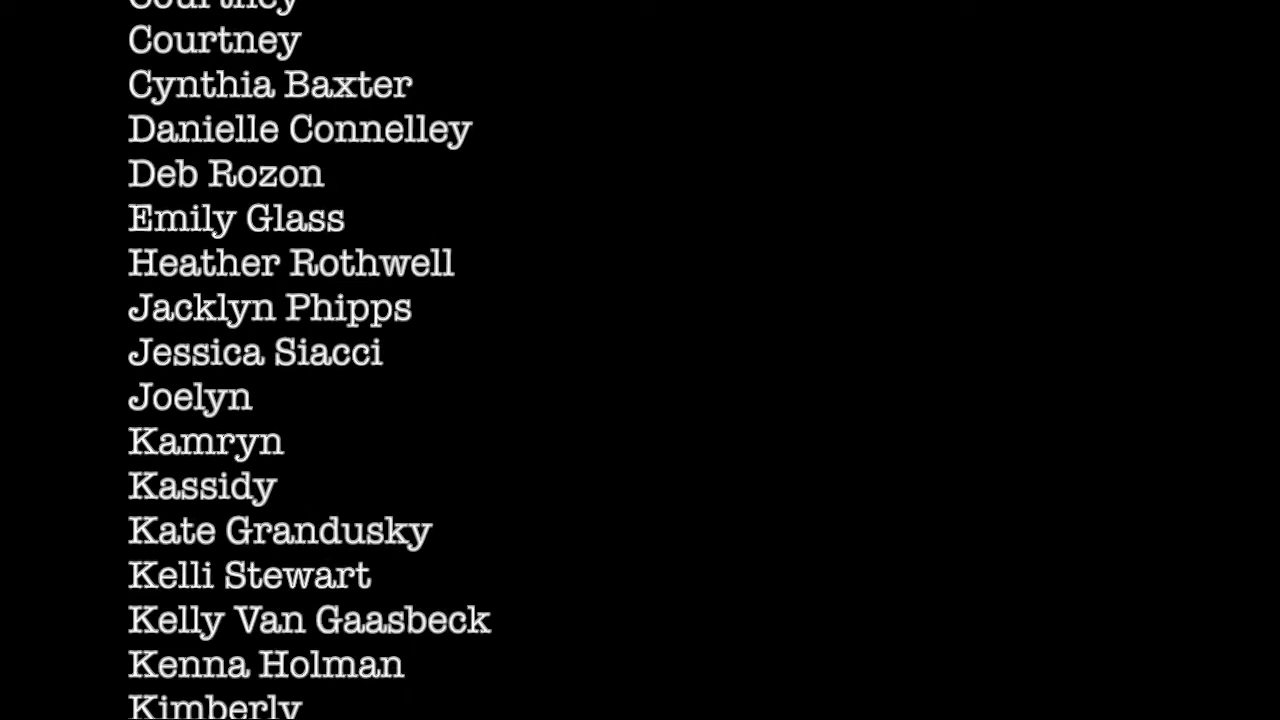 Courtney
Courtney
Cynthia Baxter
Danielle Connelley
Deb Rozon
Emily Glass
Heather Rothwell
Jacklyn Phipps
Jessica Siacci
Joelyn
Kamryn
Kassidy
Kate Grandusky
Kelli Stewart
Kelly Van Gaasbeck
Kenna Holman
Kimberly